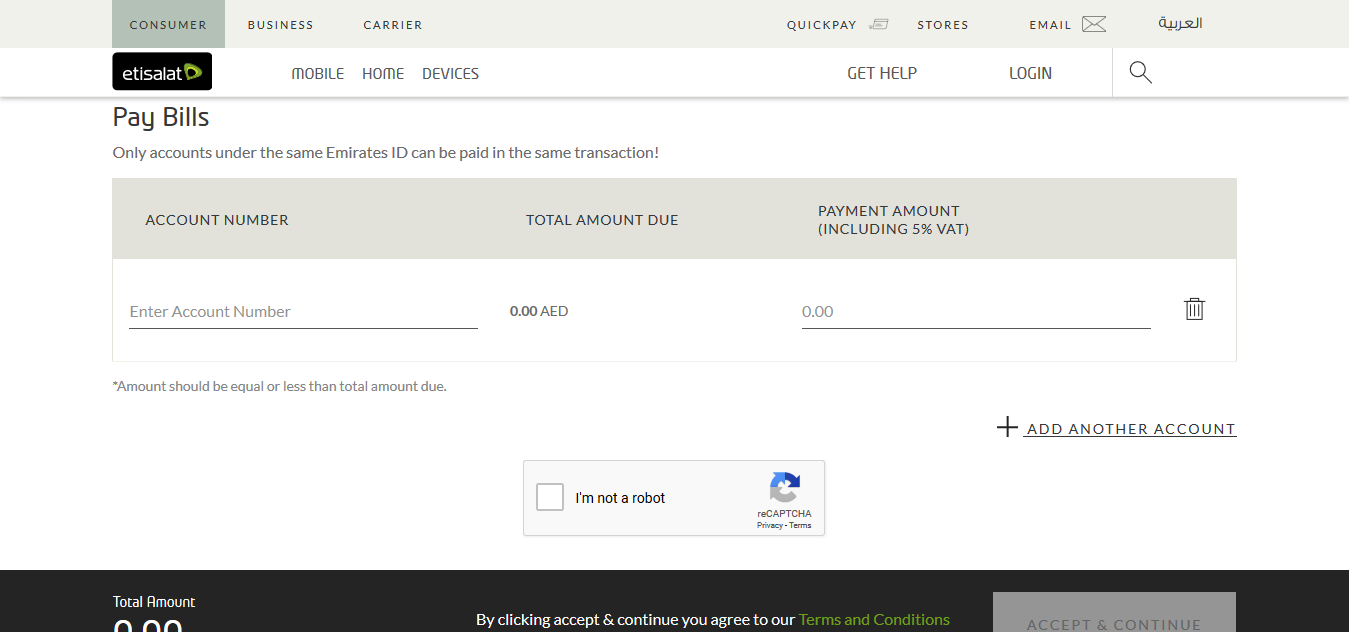 CONSUMER BUSINESS CARRIER QUICKPAY STORES EMAIL العربية
etisalat MOBILE HOME DEVICES GET HELP LOGIN
Pay Bills
Only accounts under the same Emirates ID can be paid in the same transaction!
ACCOUNT NUMBER TOTAL AMOUNT DUE PAYMENT AMOUNT
(INCLUDING 5% VAT)
Enter Account Number 0.00 AED 0.00
*Amount should be equal or less than total amount due.
ADD ANOTHER ACCOUNT
I'm not a robot
reCAPTCHA
Privacy - Terms
Total Amount
0.00
By clicking accept & continue you agree to our Terms and Conditions
ACCEPT & CONTINUE